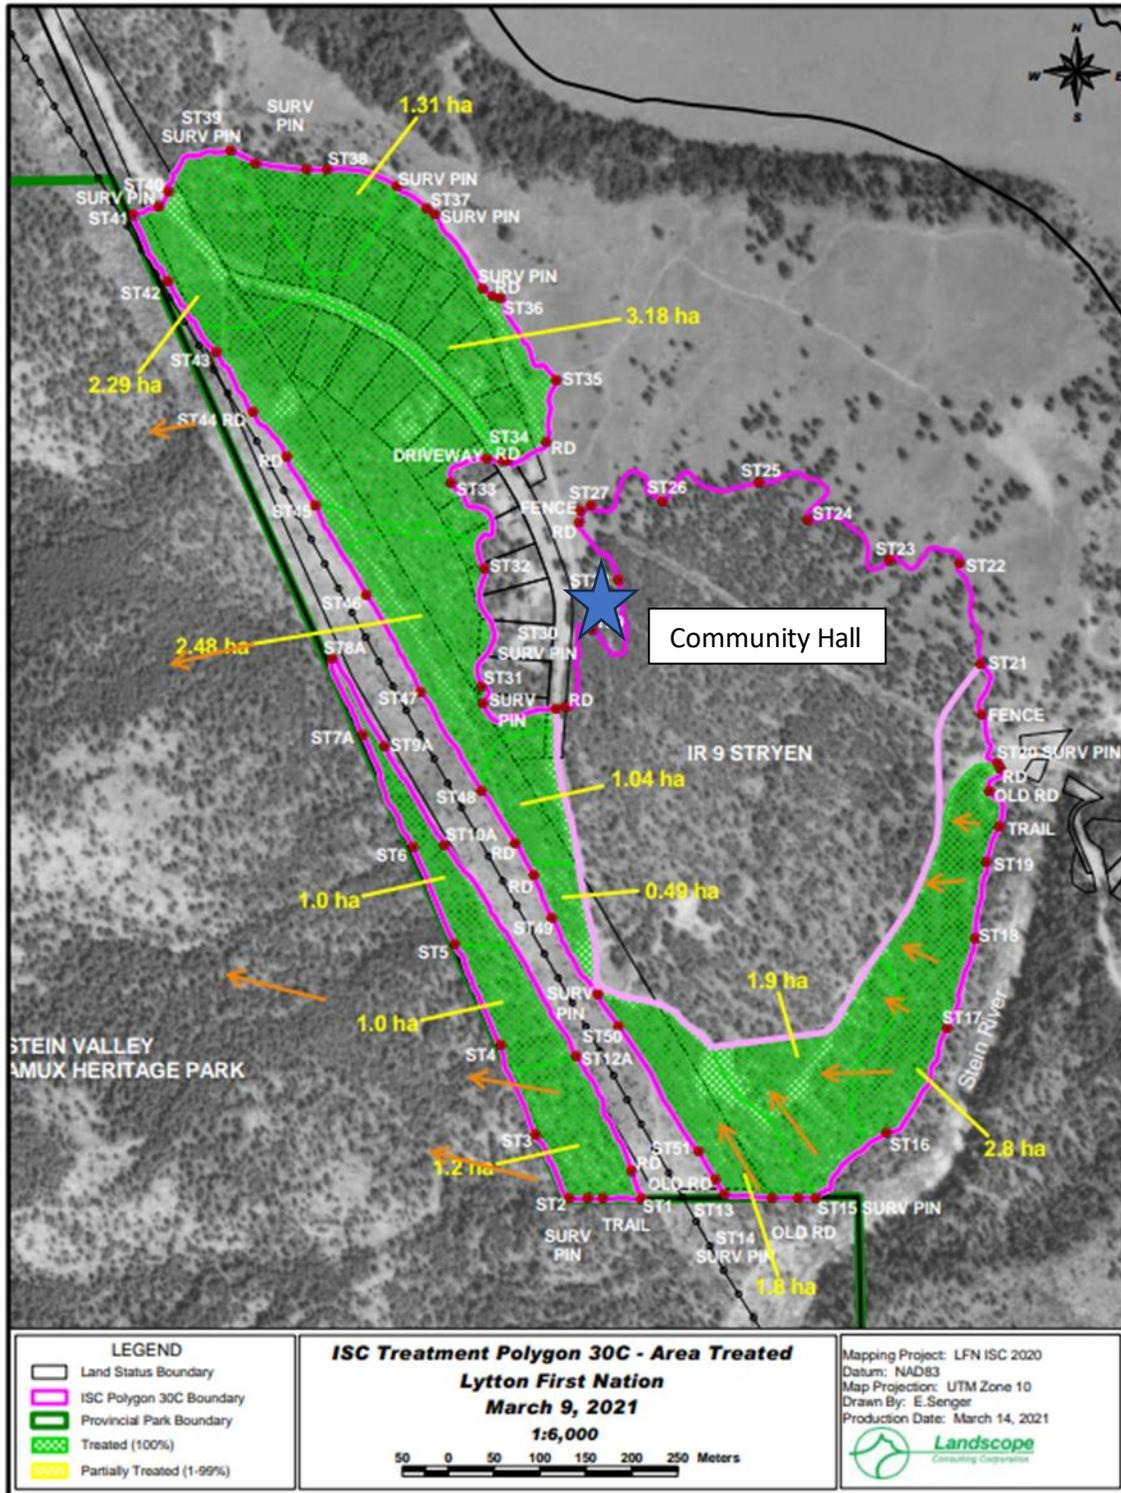 N
W E
S
ST39
SURV PIN
SURV
PIN
1.31 ha
ST38
SURV PIN
ST40
SURV PIN
ST41
ST37
SURV PIN
SURV PIN
RD
ST36
ST42
3.18 ha
ST43
2.29 ha
ST35
ST44 RD
ST34
RD
RD
DRIVEWAY
RD
ST33
ST25
ST27
ST26
ST45
FENCE
RD
ST24
ST23
ST22
ST32
ST46
Community Hall
2.48 ha
ST30
SURV PIN
ST8A
ST21
ST31
ST47
SURV
PIN
RD
FENCE
ST7A
ST9A
IR 9 STRYEN
ST20 SURV PIN
RD
1.04 ha
ST48
OLD RD
TRAIL
ST10A
ST6
RD
ST19
RD
0.49 ha
1.0 ha
ST49
ST18
ST5
1.9 ha
SURV
PIN
ST17
1.0 ha
ST50
STEIN VALLEY
AMUX HERITAGE PARK
ST4
ST12A
Stein River
ST3
ST16
2.8 ha
ST51
1.2 ha
RD
OLD RD
ST2
ST1
ST13
ST15 SURV PIN
TRAIL
SURV
PIN
ST14
SURV PIN
OLD RD
1.8 ha
LEGEND
Land Status Boundary
ISC Polygon 30C Boundary
Provincial Park Boundary
Treated (100%)
Partially Treated (1-99%)
ISC Treatment Polygon 30C - Area Treated
Lytton First Nation
March 9, 2021
1:6,000
50 0 50 100 150 200 250 Meters
Mapping Project: LFN ISC 2020
Datum: NAD83
Map Projection: UTM Zone 10
Drawn By: E.Senger
Production Date: March 14, 2021
Landscope
Consulting Corporation